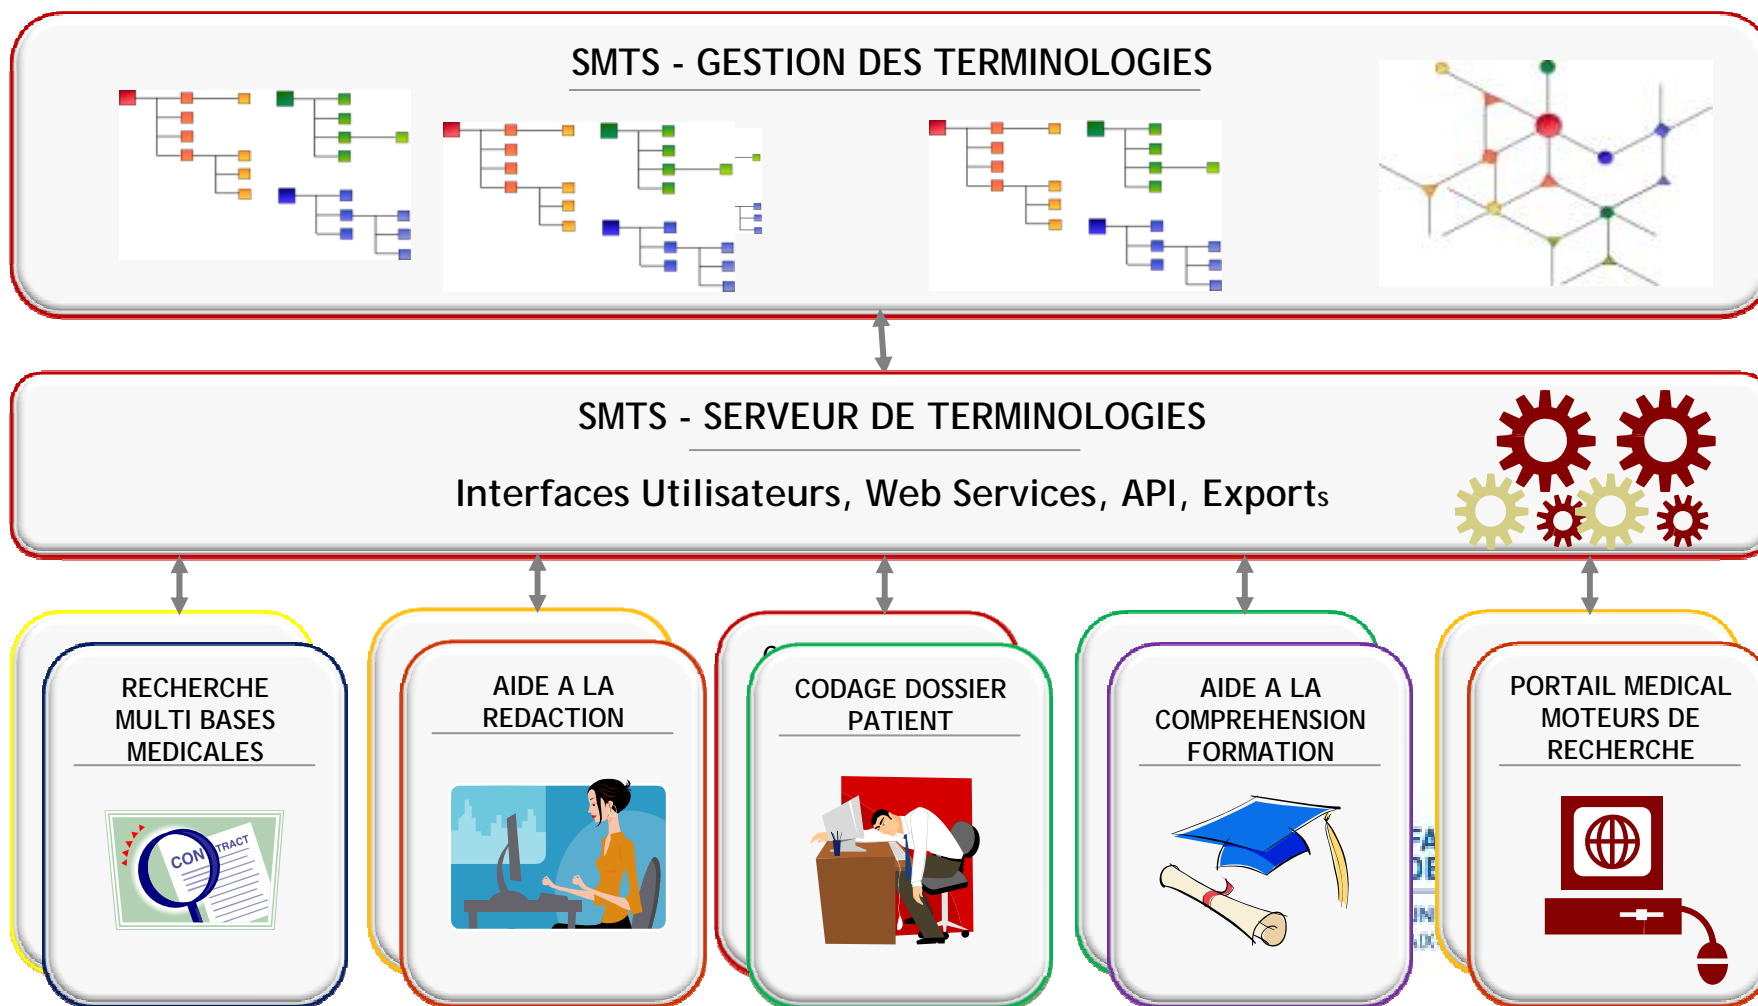 SMTS - GESTION DES TERMINOLOGIES
SMTS - SERVEUR DE TERMINOLOGIES
Interfaces Utilisateurs, Web Services, API, Exports
RECHERCHE
MULTI BASES
MEDICALES
CONTRACT
AIDE A LA
REDACTION
CODAGE DOSSIER
PATIENT
AIDE A LA
COMPREHENSION
FORMATION
PORTAIL MEDICAL
MOTEURS DE
RECHERCHE